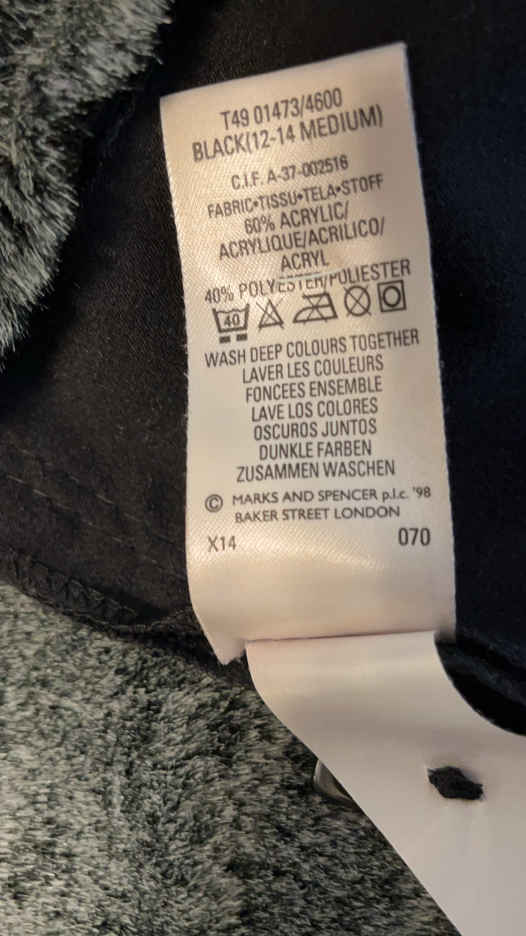 T49 01473/4600
BLACK(12-14 MEDIUM)
C.I.F. A-37-002516
FABRIC•TISSU•TELA•STOFF
60% ACRYLIC/
ACRYLIQUE/ACRILICO/
ACRYL
40% POLYESTER/POLIESTER
40
WASH DEEP COLOURS TOGETHER
LAVER LES COULEURS
FONCEES ENSEMBLE
LAVE LOS COLORES
OSCUROS JUNTOS
DUNKLE FARBEN
ZUSAMMEN WASCHEN
© MARKS AND SPENCER p.l.c. '98
BAKER STREET LONDON
X14 070